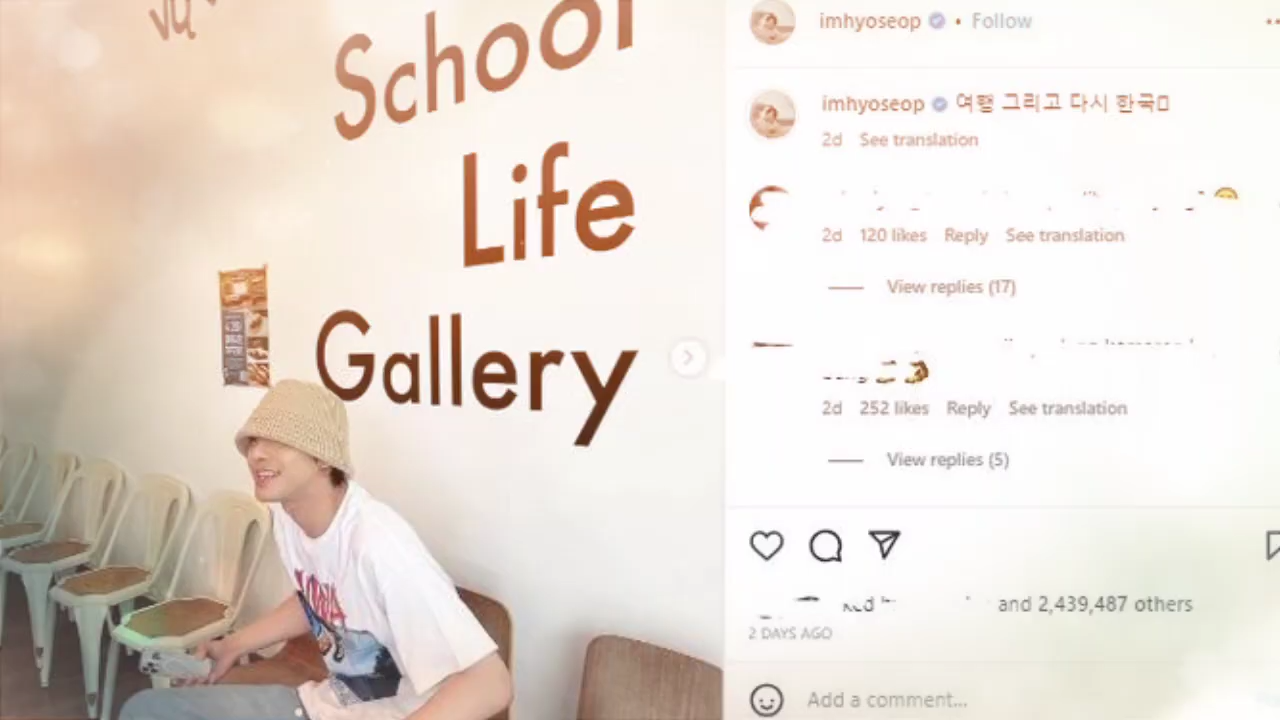 School
Life
Gallery
imhyoseop • Follow
imhyoseop 여행 그리고 다시 한국
2d See translation
2d 120 likes Reply See translation
View replies (17)
2d 252 likes Reply See translation
View replies (5)
and 2,439,487 others
2 DAYS AGO
Add a comment...